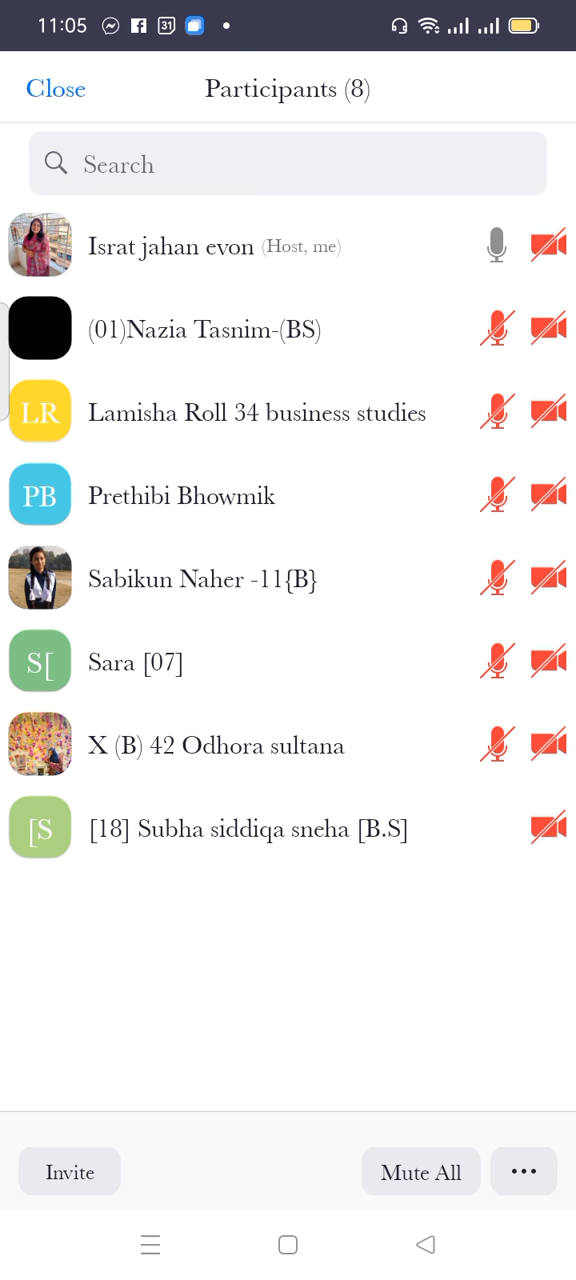 11:05
31
Close
Participants (8)
Search
Israt jahan evon (Host, me)
(01)Nazia Tasnim-(BS)
LR
Lamisha Roll 34 business studies
PB
Prethibi Bhowmik
Sabikun Naher -11{B}
S[
Sara [07]
X (B) 42 Odhora sultana
[S
[18] Subha siddiqa sneha [B.S]
Invite
Mute All